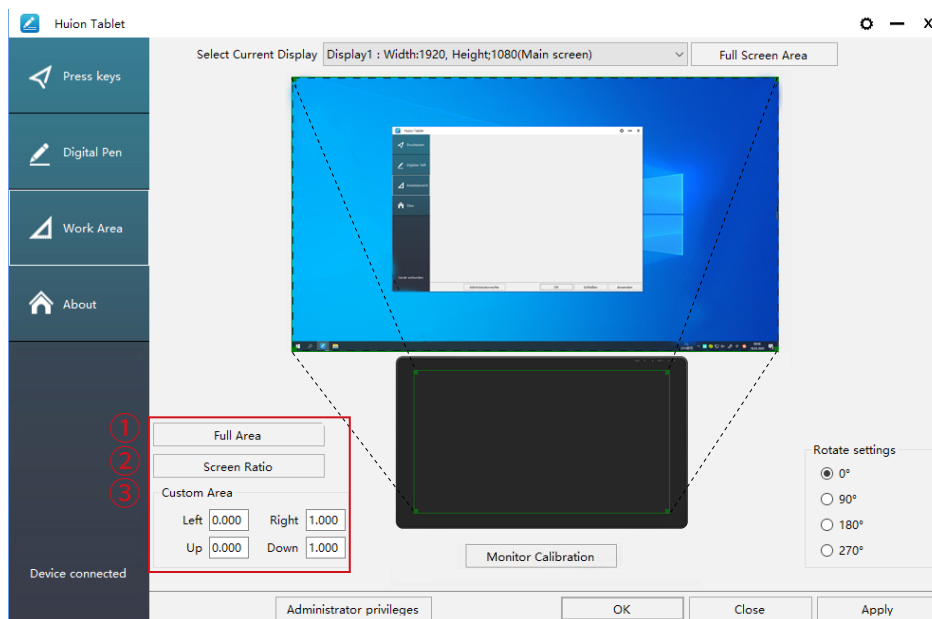 Huion Tablet
Select Current Display Display1 : Width:1920, Height;1080(Main screen) Full Screen Area
Press keys
Digital Pen
Work Area
About
Huion Tablet
① Full Area
② Screen Ratio
③ Custom Area
Left 0.000 Right 1.000
Up 0.000 Down 1.000
Rotate settings
0°
90°
180°
270°
Monitor Calibration
Device connected
Administrator privileges OK Close Apply